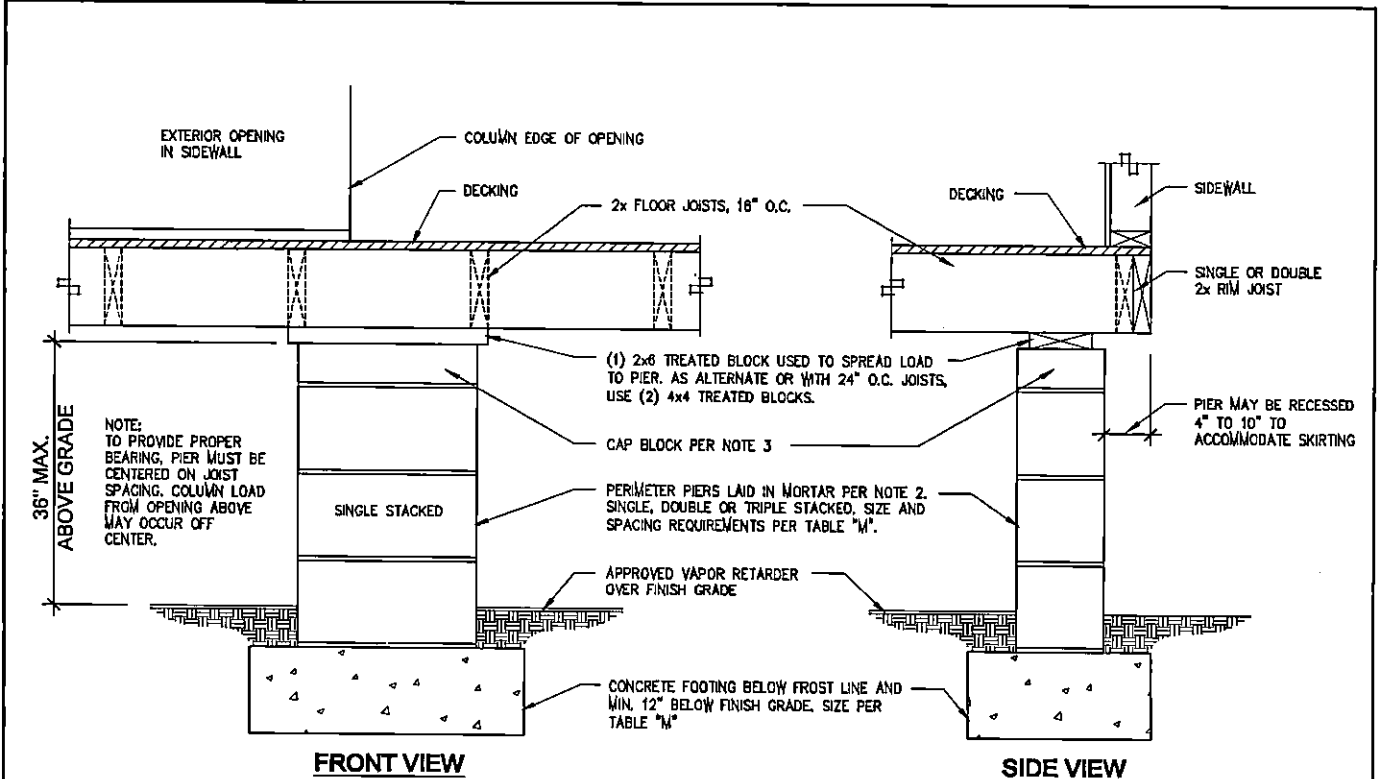 EXTERIOR OPENING
IN SIDEWALL
COLUMN EDGE OF OPENING
DECKING
2x FLOOR JOISTS, 16" O.C.
DECKING
SIDEWALL
SINGLE OR DOUBLE
2x RIM JOIST
(1) 2x6 TREATED BLOCK USED TO SPREAD LOAD
TO PIER. AS ALTERNATE OR WITH 24" O.C. JOISTS,
USE (2) 4x4 TREATED BLOCKS.
PIER MAY BE RECESSED
4" TO 10" TO
ACCOMMODATE SKIRTING
36" MAX.
ABOVE GRADE
NOTE:
TO PROVIDE PROPER
BEARING, PIER MUST BE
CENTERED ON JOIST
SPACING. COLUMN LOAD
FROM OPENING ABOVE
MAY OCCUR OFF
CENTER.
CAP BLOCK PER NOTE 3
SINGLE STACKED
PERIMETER PIERS LAID IN MORTAR PER NOTE 2.
SINGLE, DOUBLE OR TRIPLE STACKED, SIZE AND
SPACING REQUIREMENTS PER TABLE "M".
APPROVED VAPOR RETARDER
OVER FINISH GRADE
CONCRETE FOOTING BELOW FROST LINE AND
MIN. 12" BELOW FINISH GRADE, SIZE PER
TABLE "M"
FRONT VIEW
SIDE VIEW